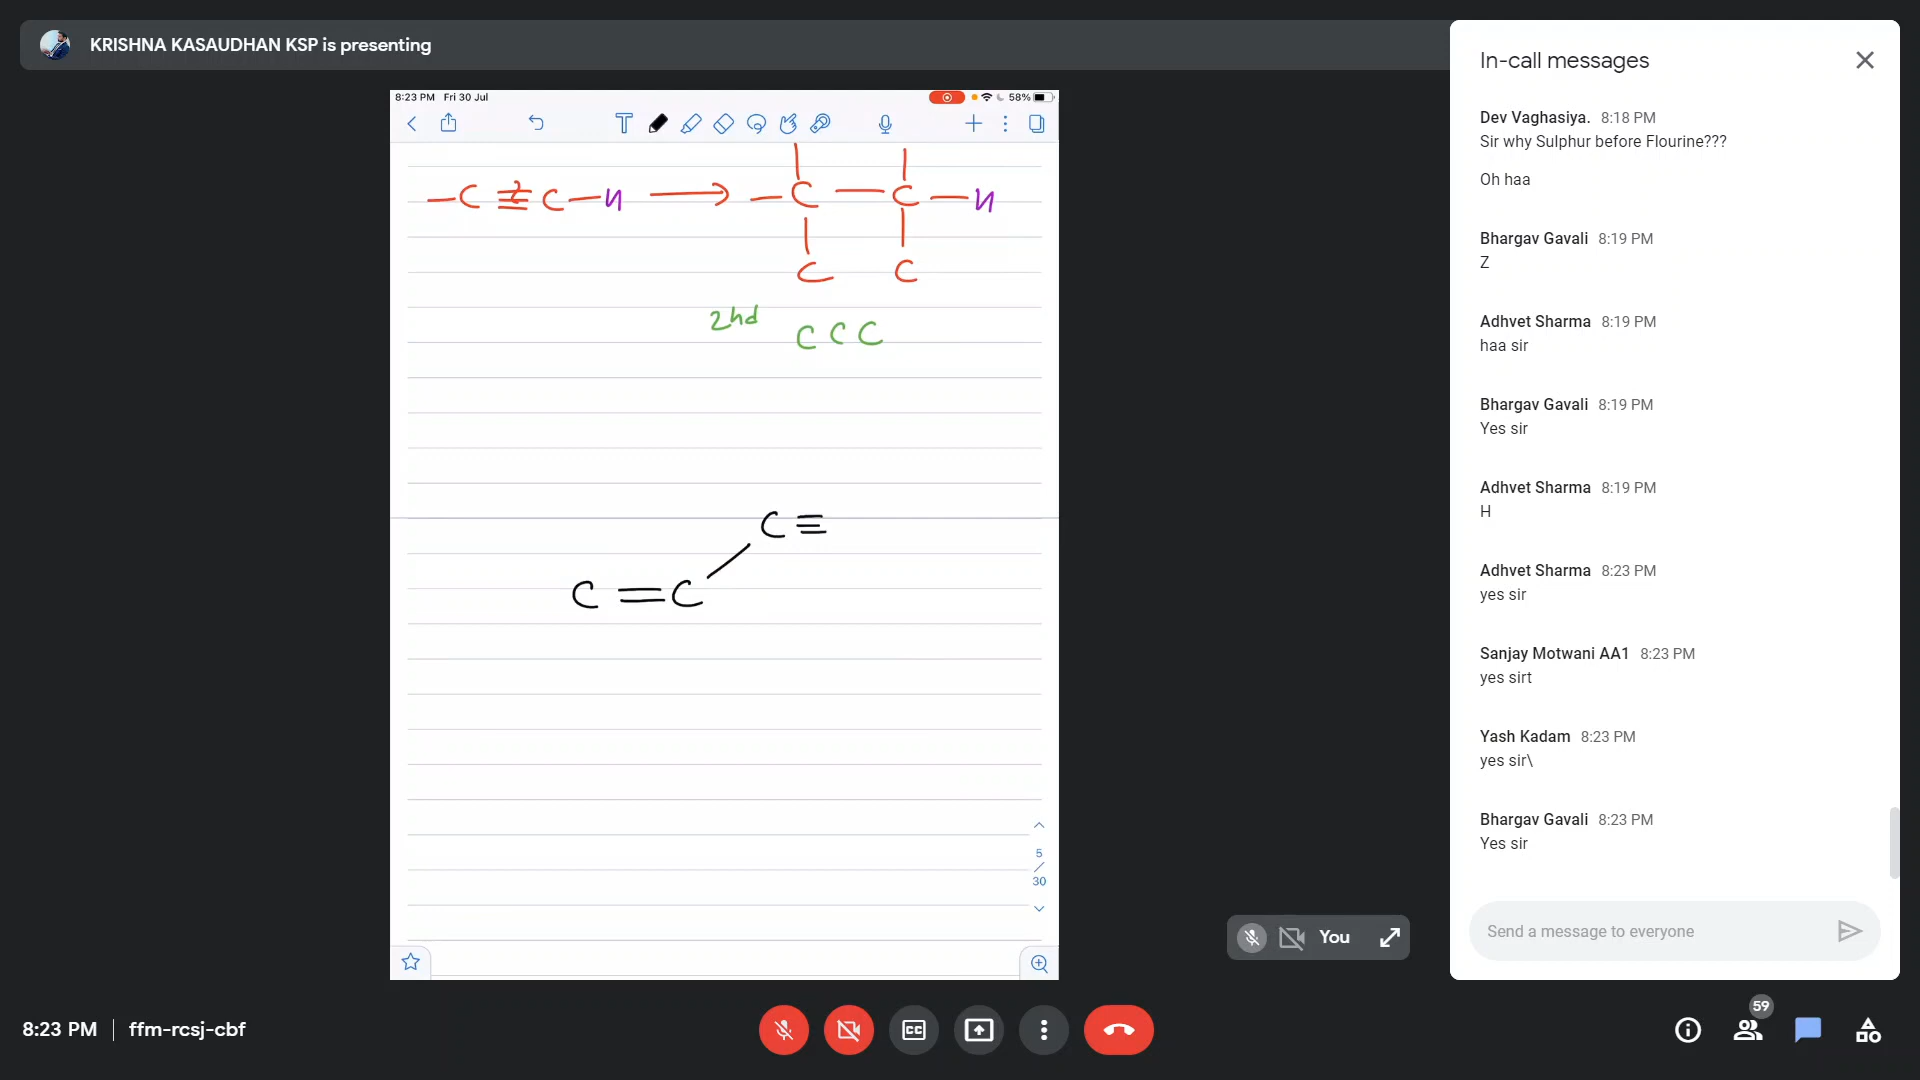 KRISHNA KASAUDHAN KSP is presenting
8:23 PM Fri 30 Jul
58%
T
—C ≡ C—H → —C — C—H
C C
2nd C C C
C ≡
C = C
5
/
30
In-call messages
Dev Vaghasiya. 8:18 PM
Sir why Sulphur before Flourine???
Oh haa
Bhargav Gavali 8:19 PM
Z
Adhvet Sharma 8:19 PM
haa sir
Bhargav Gavali 8:19 PM
Yes sir
Adhvet Sharma 8:19 PM
H
Adhvet Sharma 8:23 PM
yes sir
Sanjay Motwani AA1 8:23 PM
yes sirt
Yash Kadam 8:23 PM
yes sir\
Bhargav Gavali 8:23 PM
Yes sir
Send a message to everyone
You
8:23 PM | ffm-rcsj-cbf
CC
59